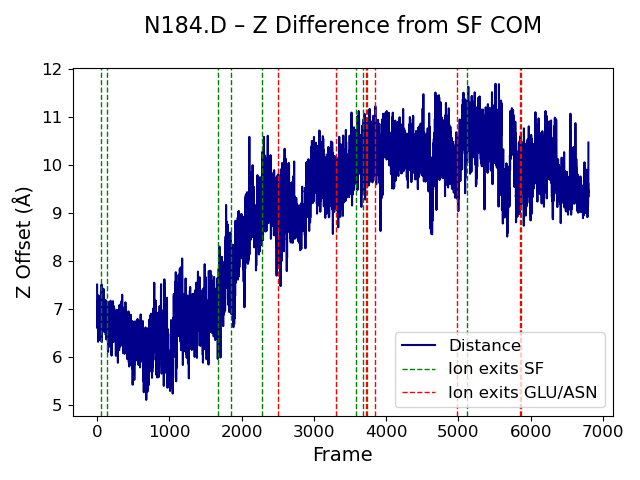 N184.D – Z Difference from SF COM
Z Offset (Å)
12
11
10
9
8
7
6
5
0
1000
2000
3000
4000
5000
6000
7000
Frame
Distance
Ion exits SF
Ion exits GLU/ASN